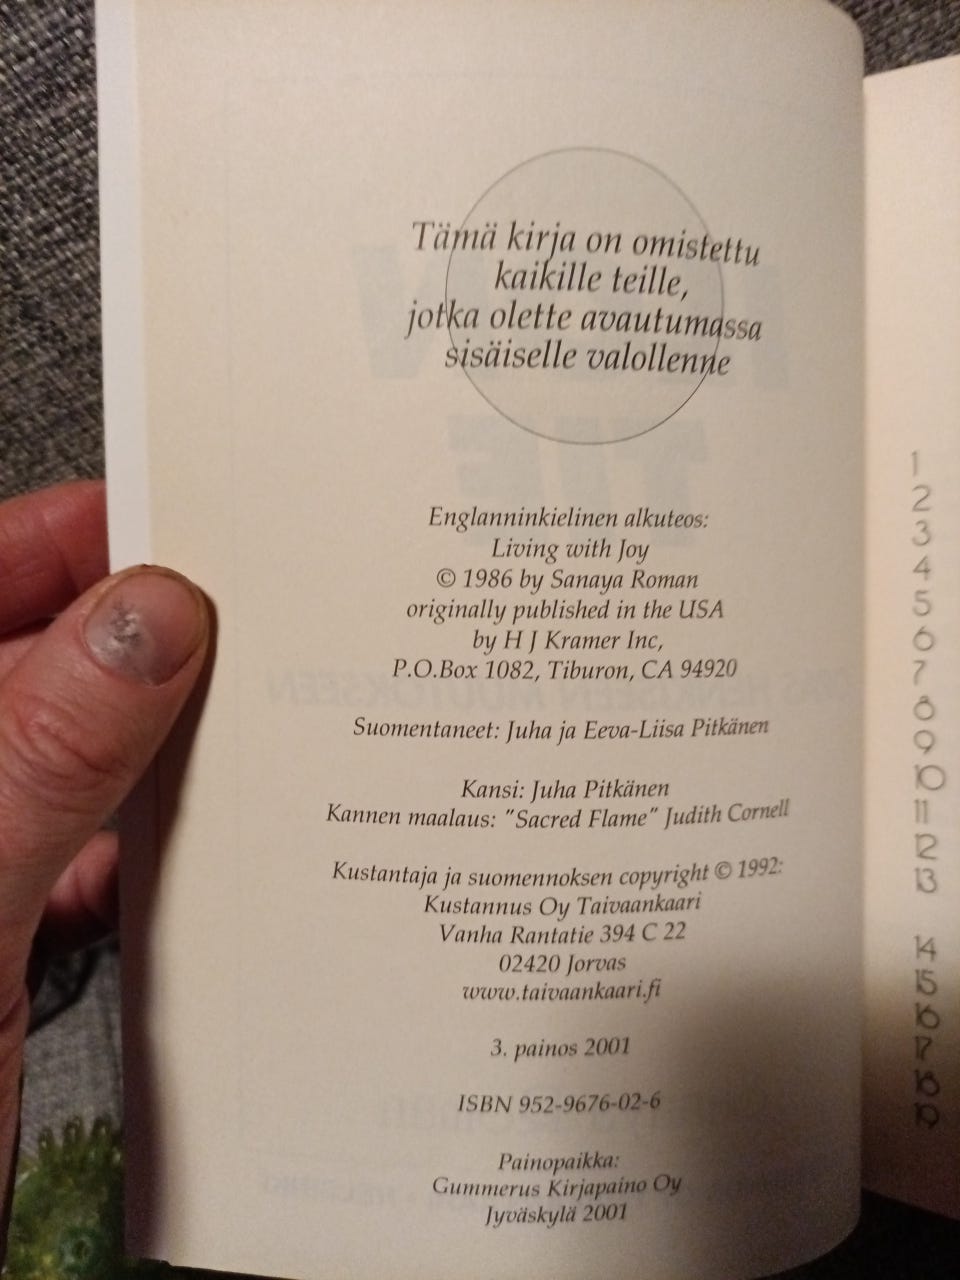 Tämä kirja on omistettu
kaikille teille,
jotka olette avautumassa
sisäiselle valollenne
Englanninkielinen alkuteos:
Living with Joy
© 1986 by Sanaya Roman
originally published in the USA
by H J Kramer Inc,
P.O.Box 1082, Tiburon, CA 94920
Suomentaneet: Juha ja Eeva-Liisa Pitkänen
Kansi: Juha Pitkänen
Kannen maalaus: "Sacred Flame" Judith Cornell
Kustantaja ja suomennoksen copyright © 1992:
Kustannus Oy Taivaankaari
Vanha Rantatie 394 C 22
02420 Jorvas
www.taivaankaari.fi
3. painos 2001
ISBN 952-9676-02-6
Painopaikka:
Gummerus Kirjapaino Oy
Jyväskylä 2001
1
2
3
4
5
6
7
8
9
10
11
12
13
14
15
16
17
18
19